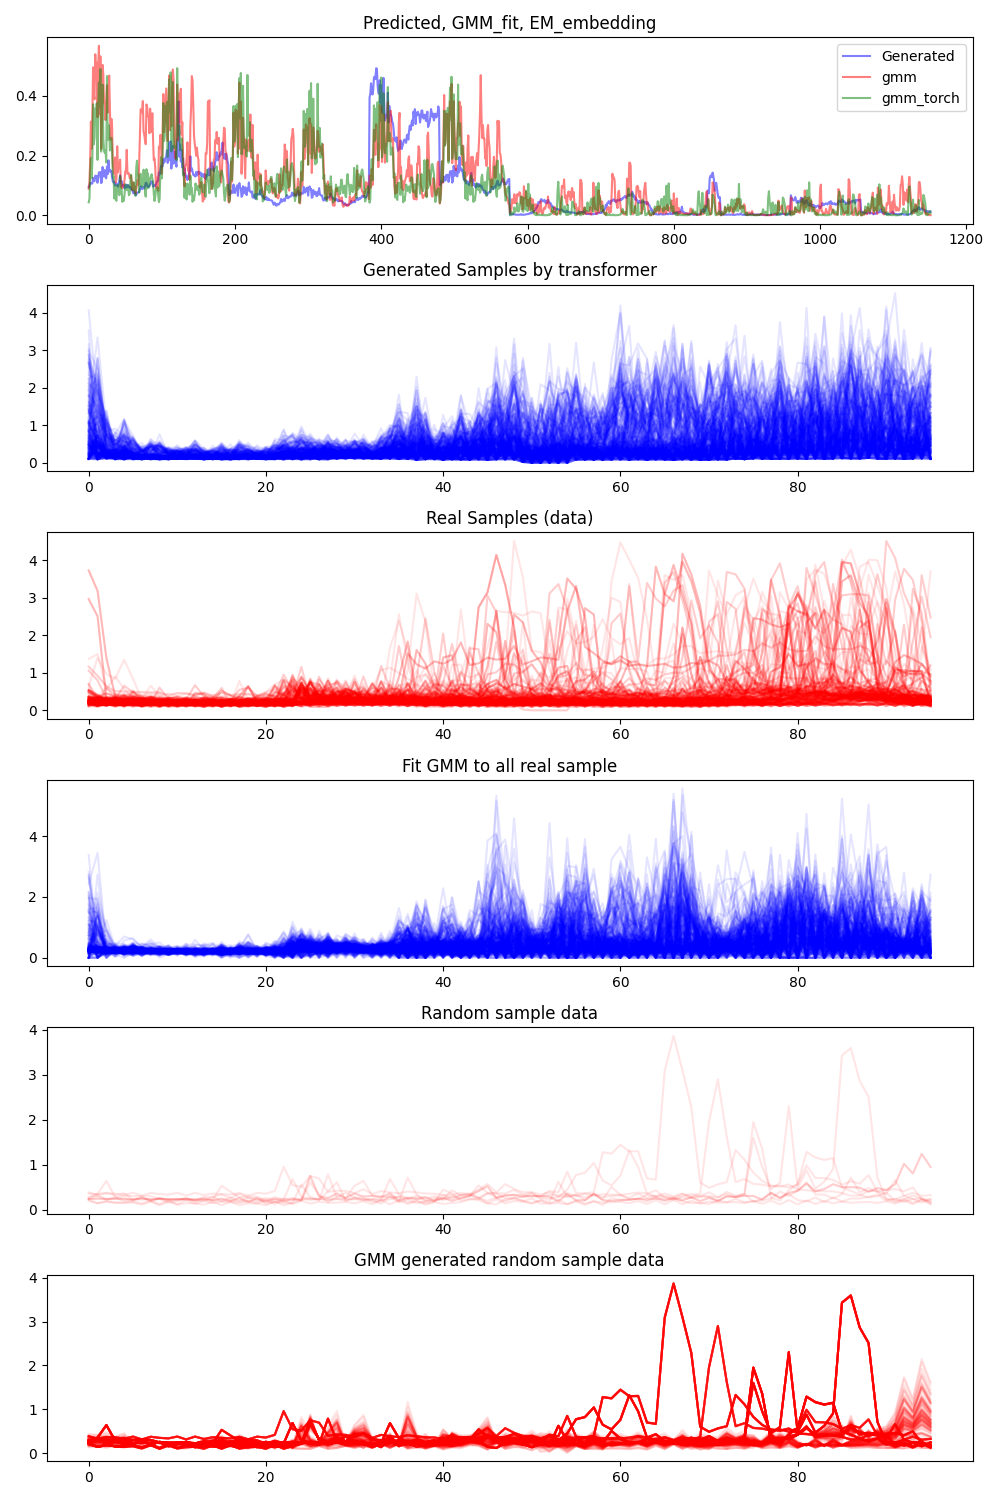 Predicted, GMM_fit, EM_embedding
Generated
gmm
gmm_torch
0.4
0.2
0.0
0 200 400 600 800 1000 1200
Generated Samples by transformer
4
3
2
1
0
0 20 40 60 80
Real Samples (data)
4
3
2
1
0
0 20 40 60 80
Fit GMM to all real sample
4
2
0
0 20 40 60 80
Random sample data
4
3
2
1
0
0 20 40 60 80
GMM generated random sample data
4
3
2
1
0
0 20 40 60 80